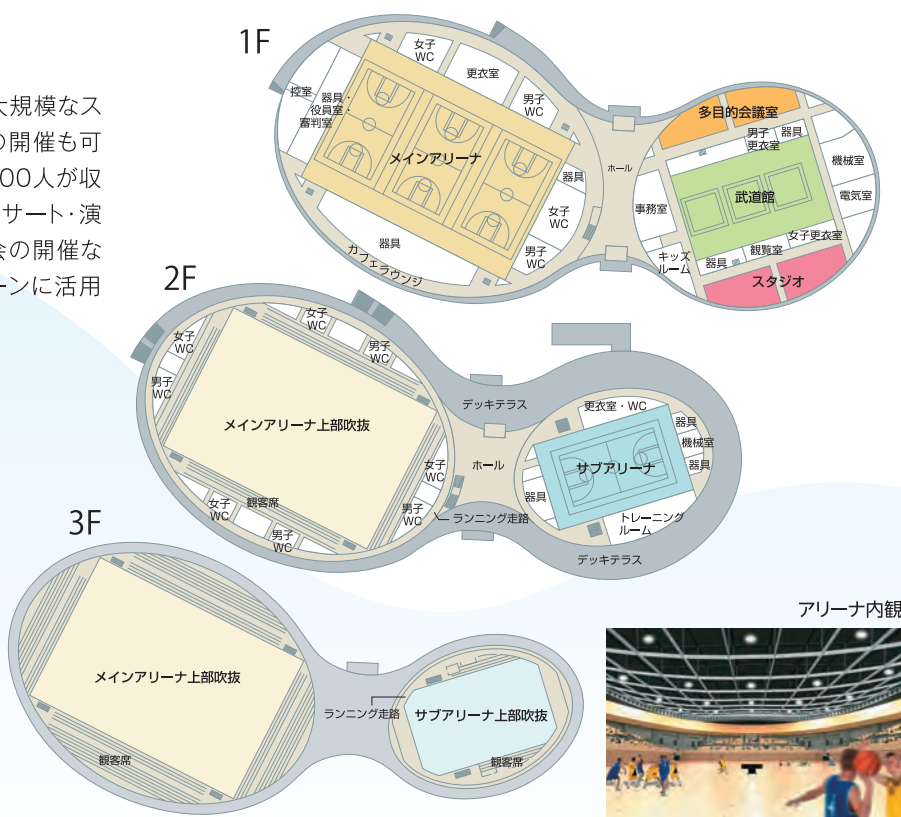 大規模なス
の開催も可
00人が収
サート・演
会の開催な
ーンに活用
1F
女子
WC
更衣室
男子
WC
控室
器具・
役員室・
審判室
メインアリーナ
器具
女子
WC
男子
WC
器具
カフェラウンジ
ホール
多目的会議室
男子
更衣室
器具
機械室
武道館
電気室
事務室
女子更衣室
観覧室
キッズ
ルーム
器具
スタジオ
2F
女子
WC
女子
WC
男子
WC
男子
WC
メインアリーナ上部吹抜
デッキテラス
更衣室・WC
器具
機械室
サブアリーナ
器具
ホール
女子
WC
器具
男子
WC
ランニング走路
トレーニング
ルーム
観客席
女子
WC
男子
WC
デッキテラス
3F
メインアリーナ上部吹抜
ランニング走路
サブアリーナ上部吹抜
観客席
観客席
アリーナ内観